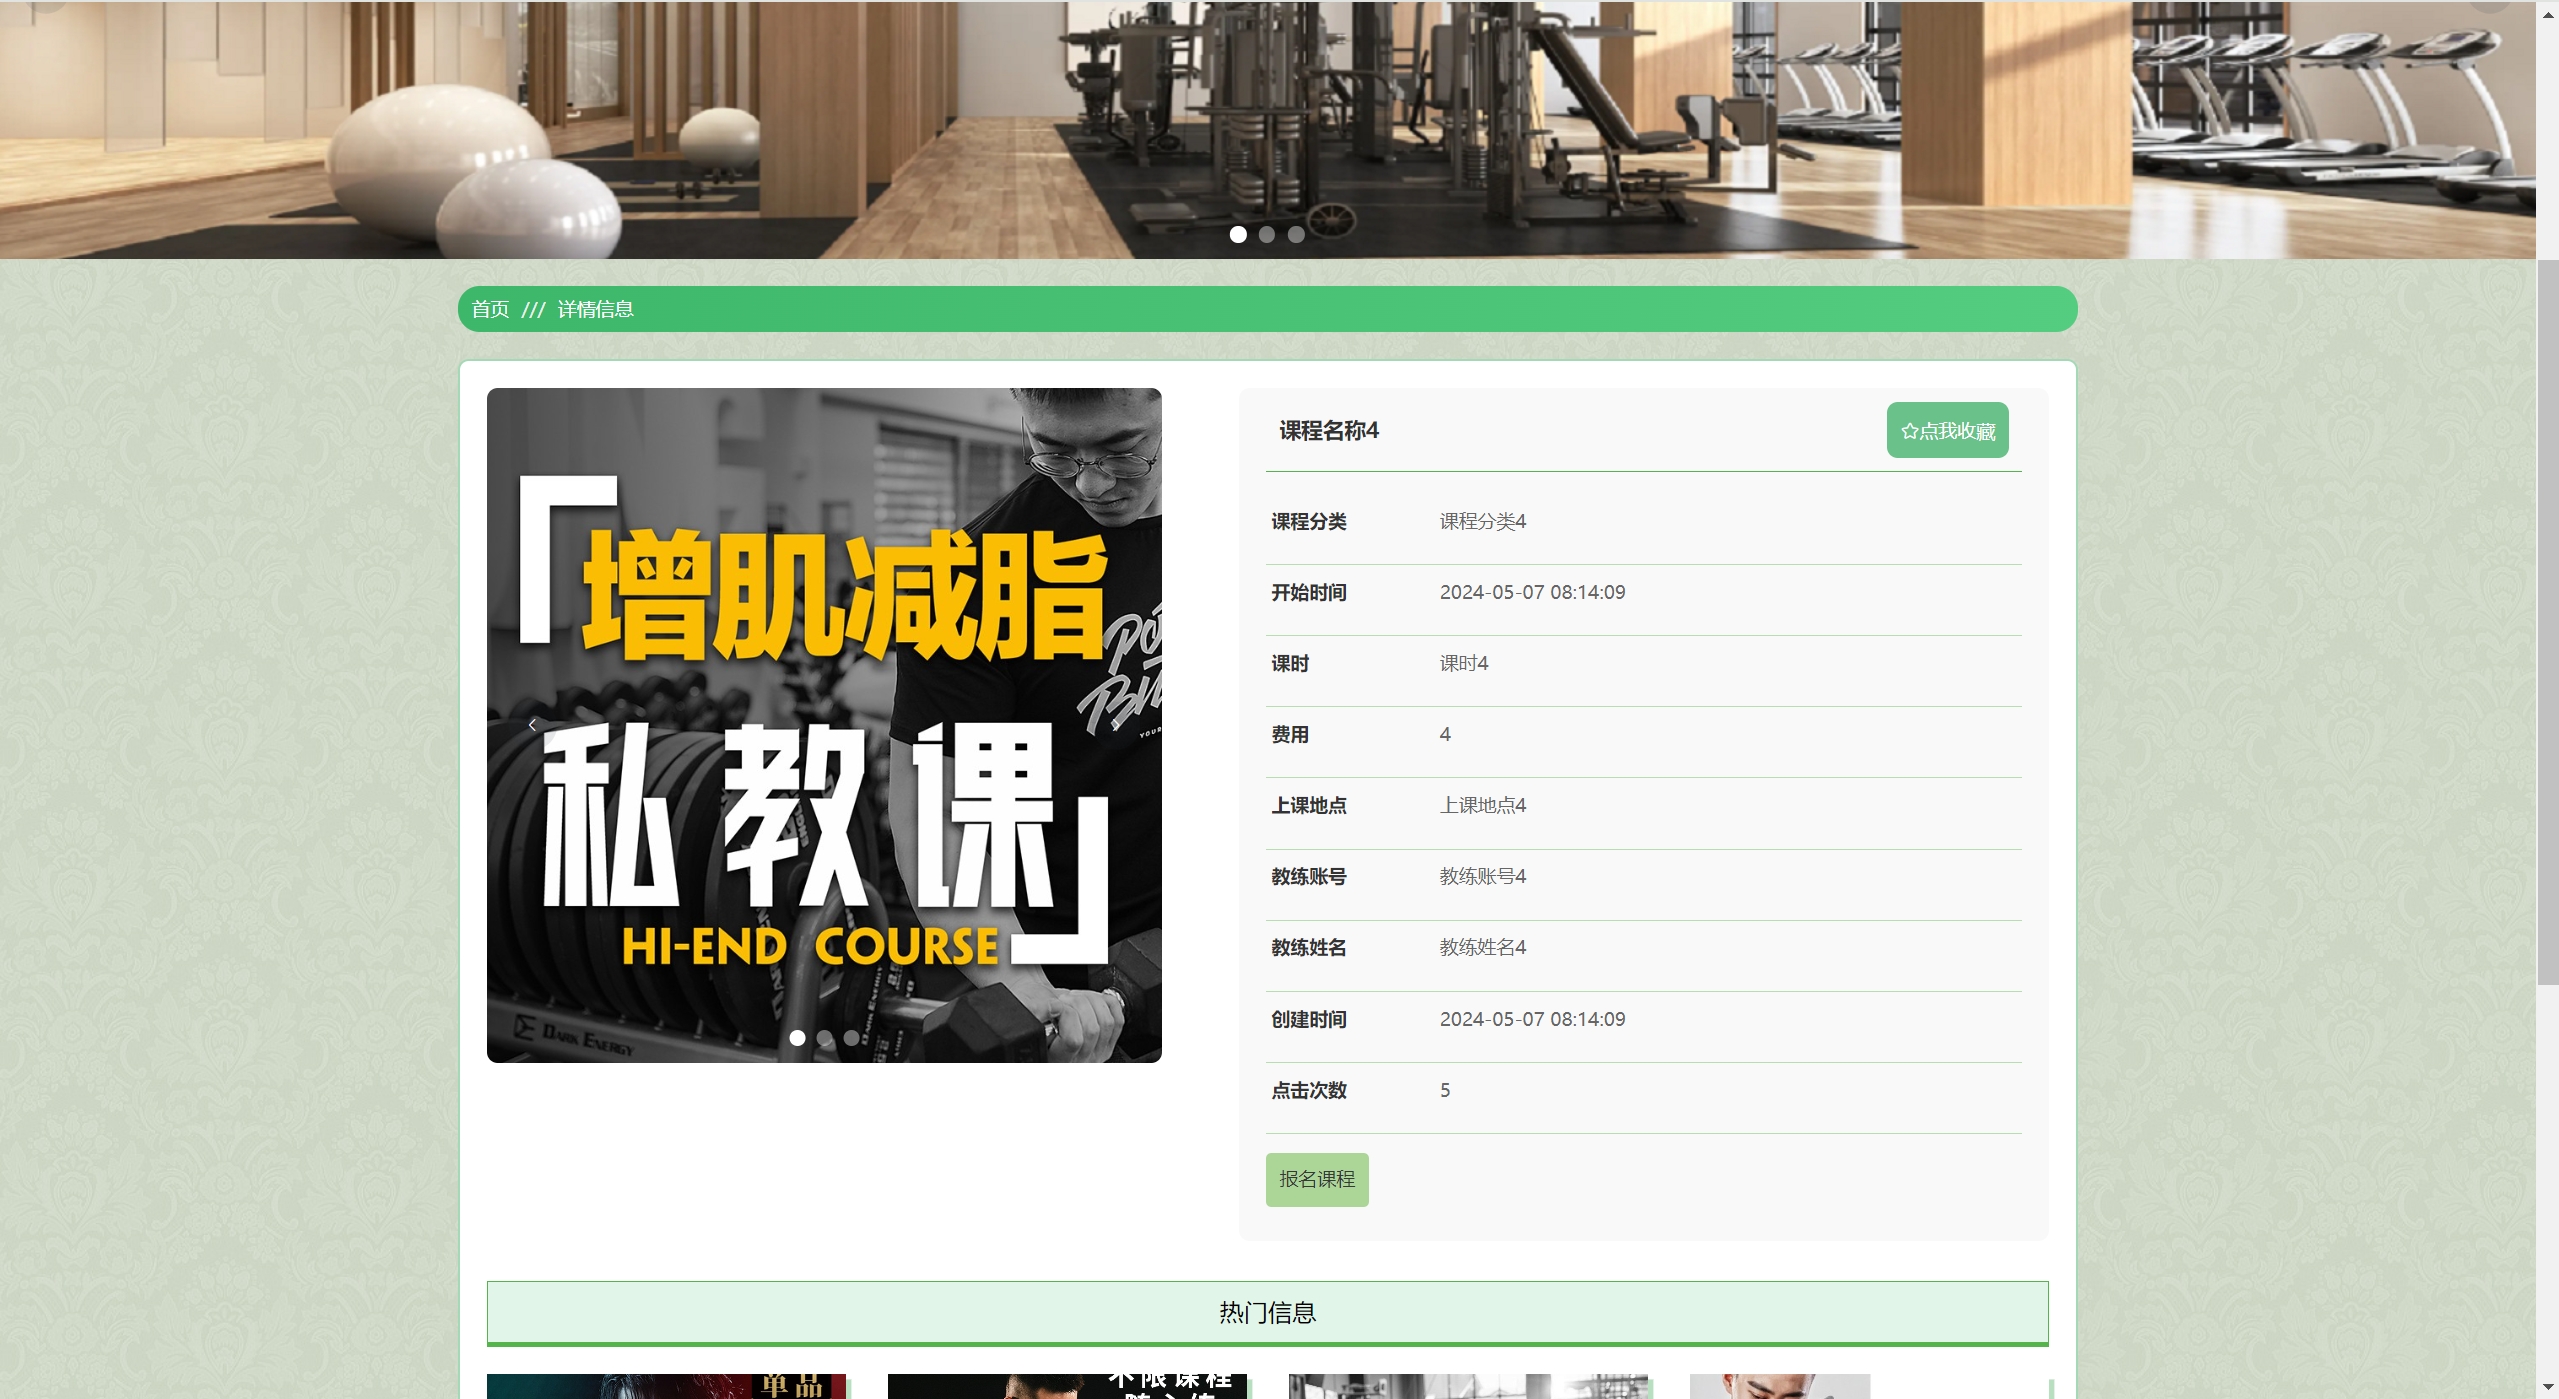 首页 /// 详情信息
「增肌减脂
私教课」
HI-END COURSE
DARK ENERGY
课程名称4
☆点我收藏
课程分类 课程分类4
开始时间 2024-05-07 08:14:09
课时 课时4
费用 4
上课地点 上课地点4
教练账号 教练账号4
教练姓名 教练姓名4
创建时间 2024-05-07 08:14:09
点击次数 5
报名课程
热门信息
单品
不限课程